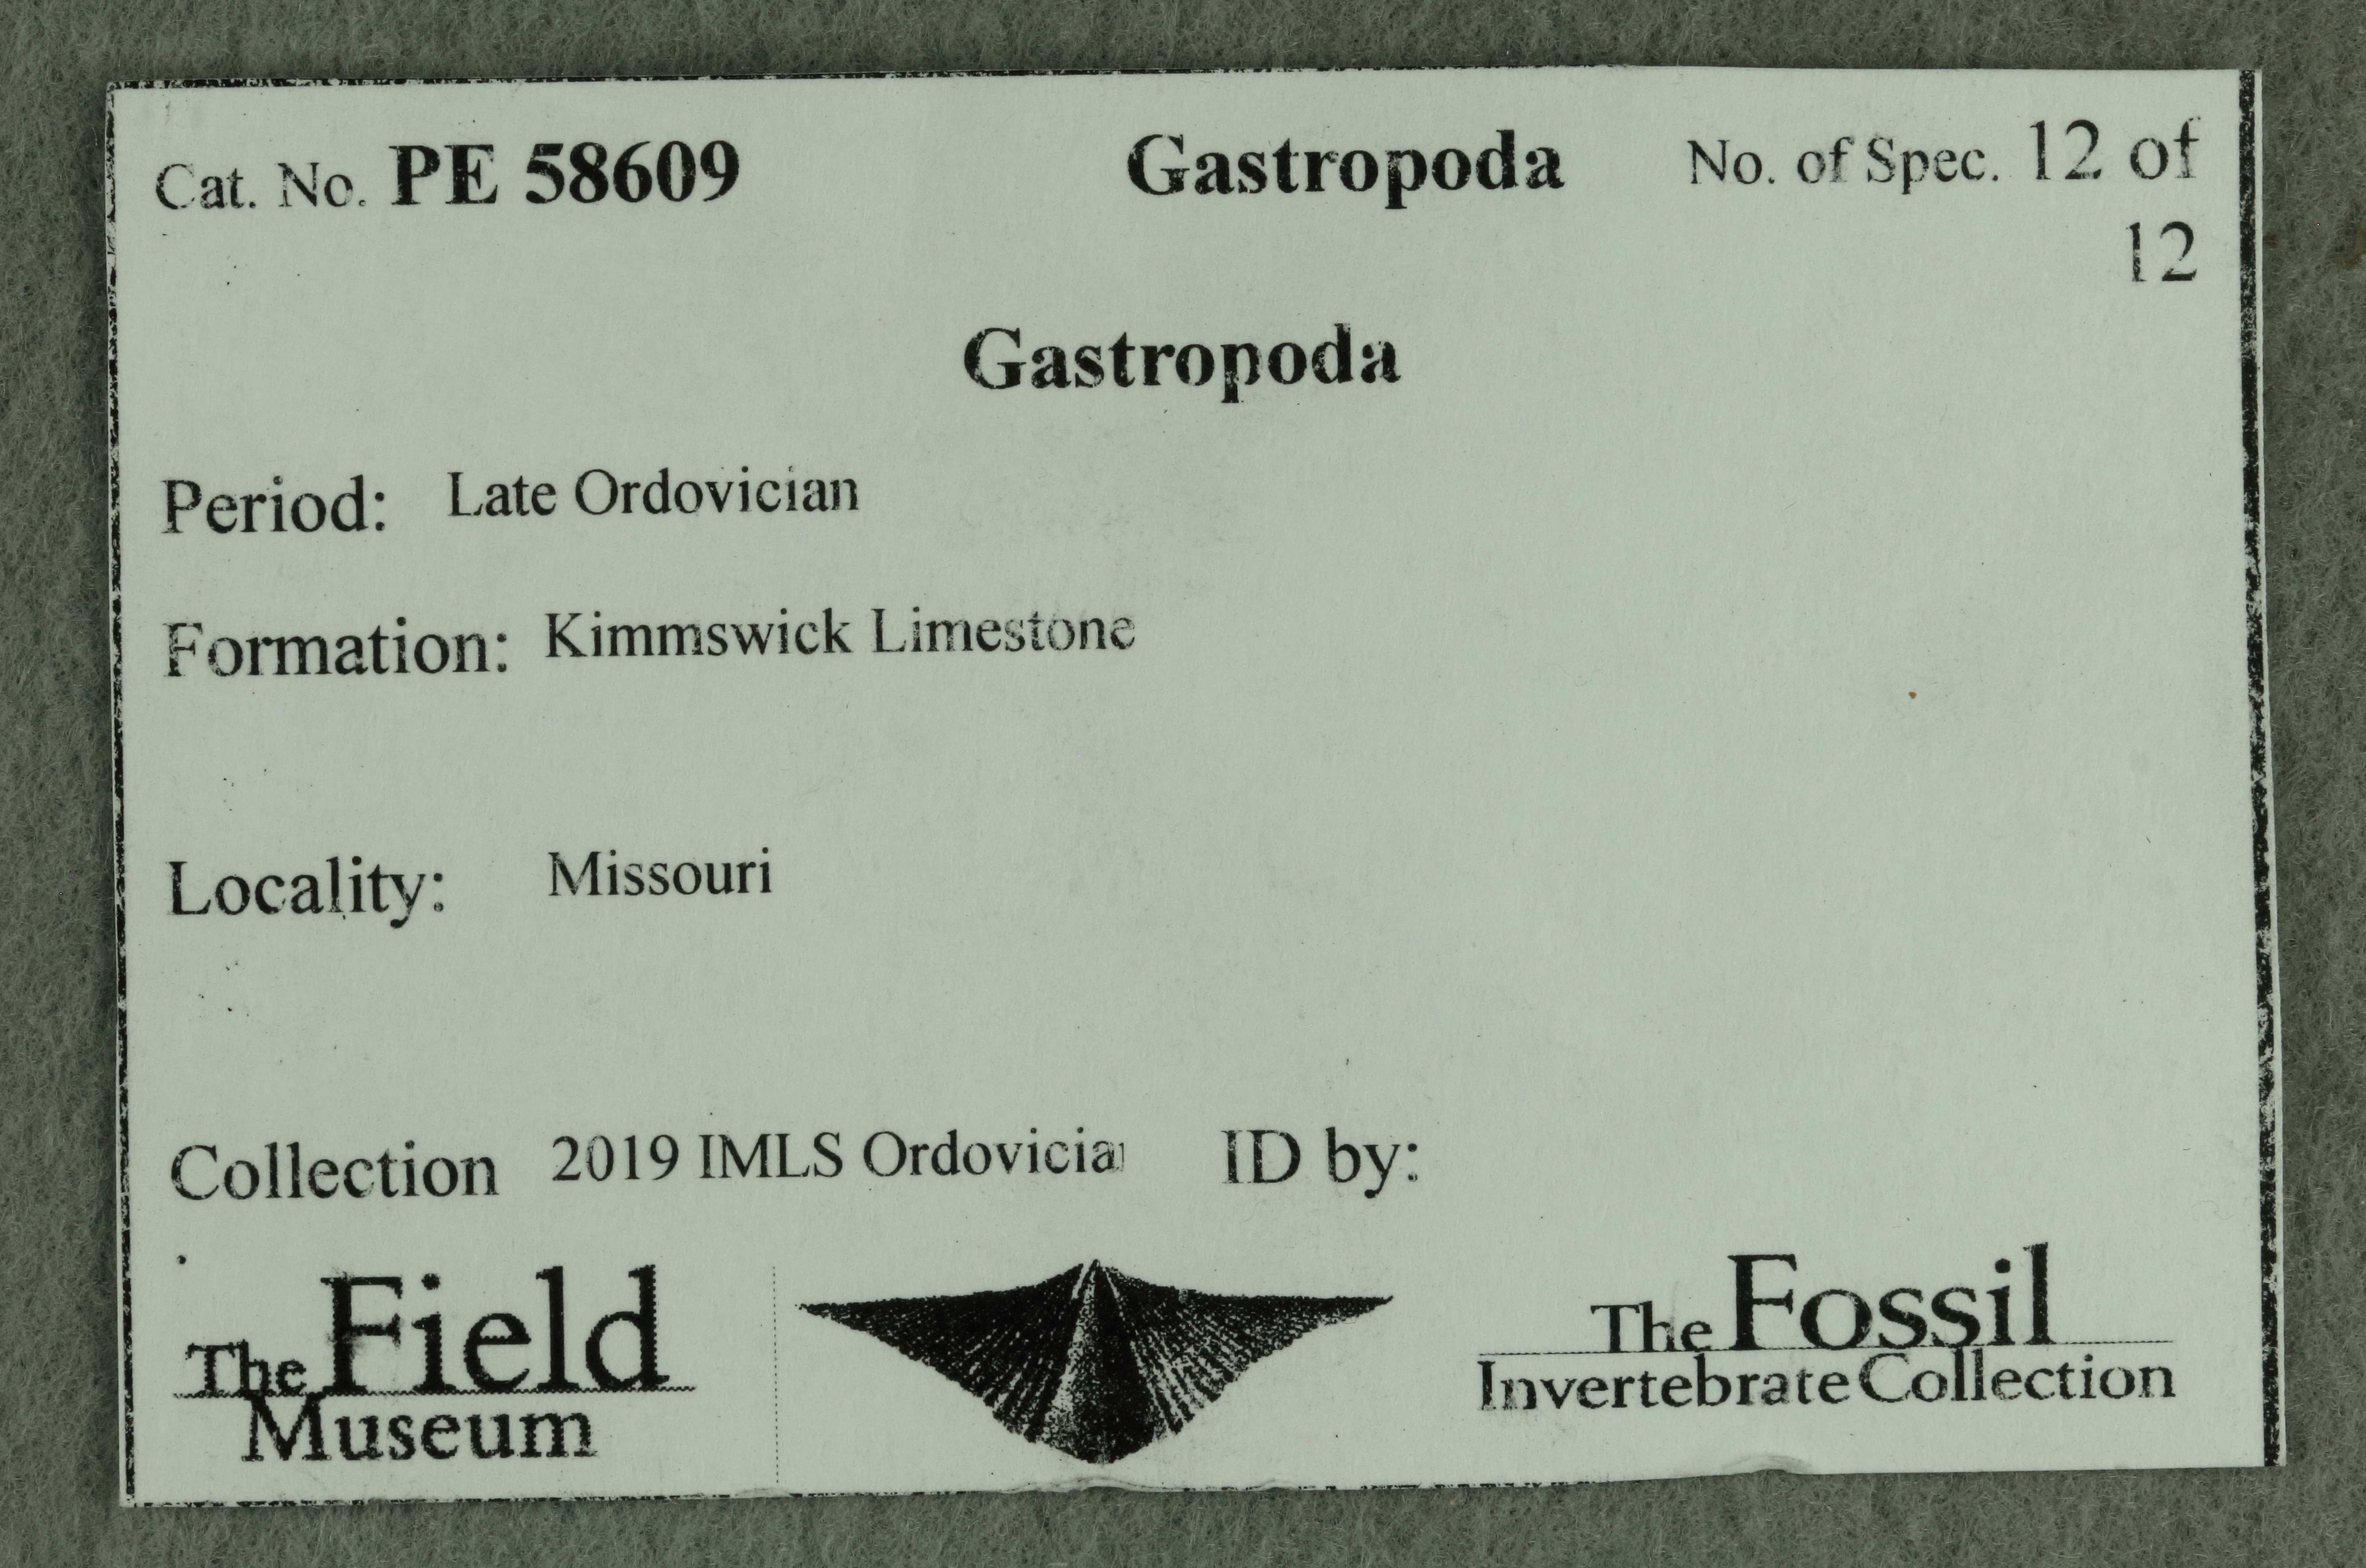 Cat. No. PE 58609 Gastropoda No. of Spec. 12 of
12
Gastropoda
Period: Late Ordovician
Formation: Kimmswick Limestone
Locality: Missouri
Collection 2019 IMLS Ordovician ID by:
The Field
Museum
The Fossil
Invertebrate Collection